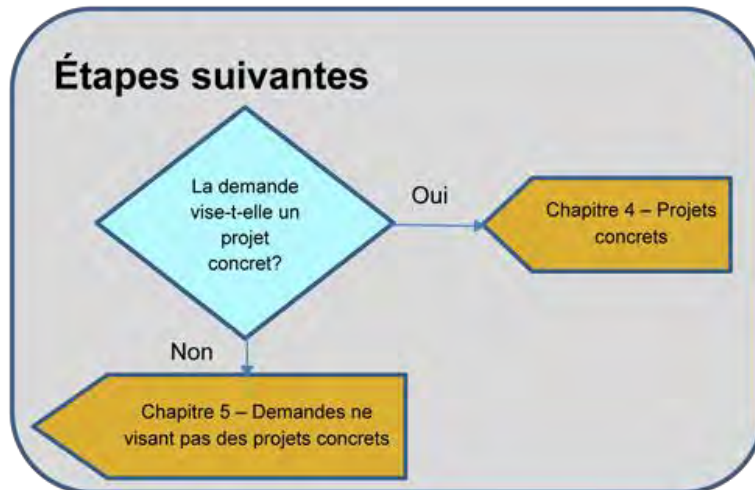 Étapes suivantes
La demande
vise-t-elle un
projet
concret?
Oui
Chapitre 4 – Projets
concrets
Non
Chapitre 5 – Demandes ne
visant pas des projets concrets